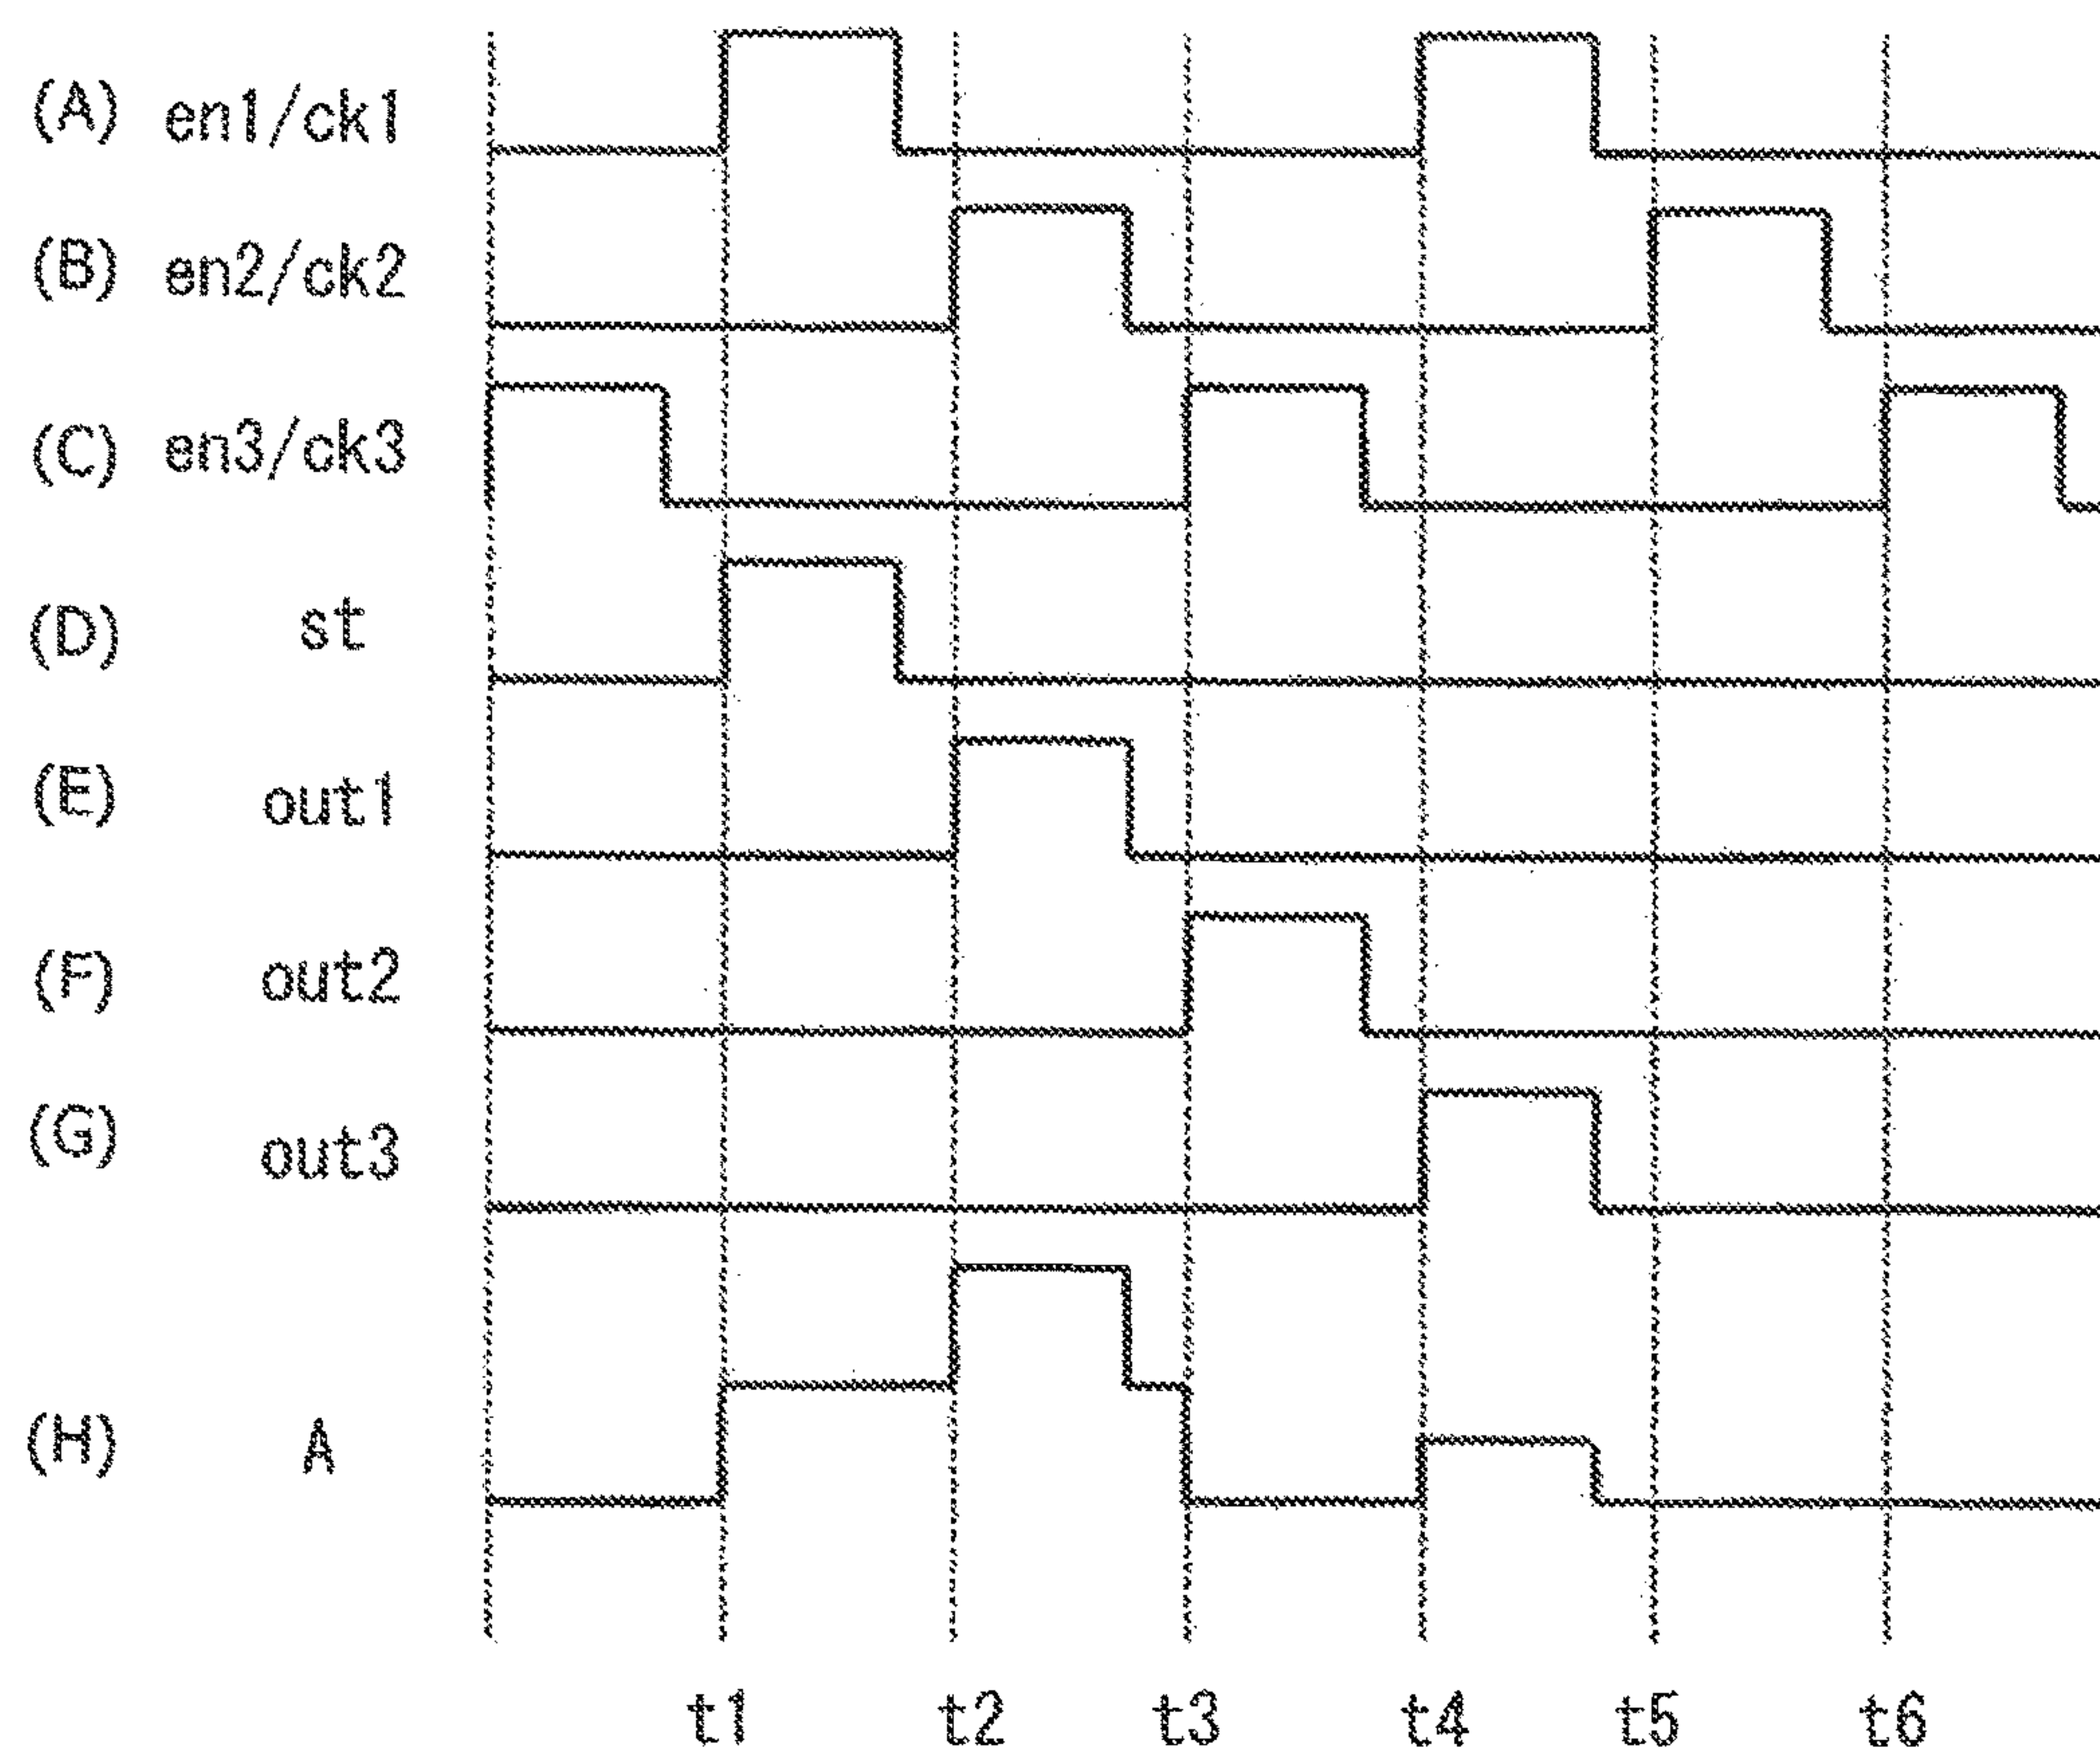 (A) en1/ck1
(B) en2/ck2
(C) en3/ck3
(D) st
(E) out1
(F) out2
(G) out3
(H) A
t1 t2 t3 t4 t5 t6